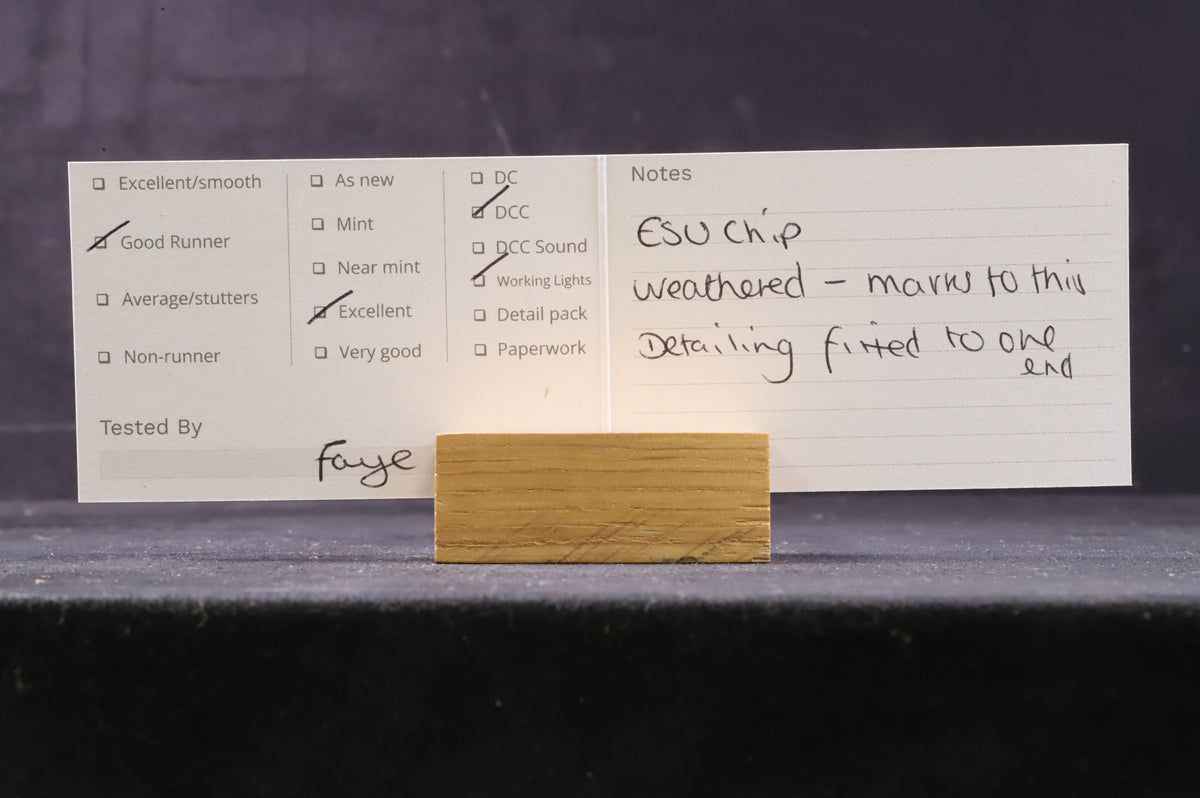 Excellent/smooth
Good Runner
Average/stutters
Non-runner
As new
Mint
Near mint
Excellent
Very good
DC
DCC
DCC Sound
Working Lights
Detail pack
Paperwork
Tested By
Faye
Notes
ESU Chip
weathered - marks to this
Detailing fitted to one
end